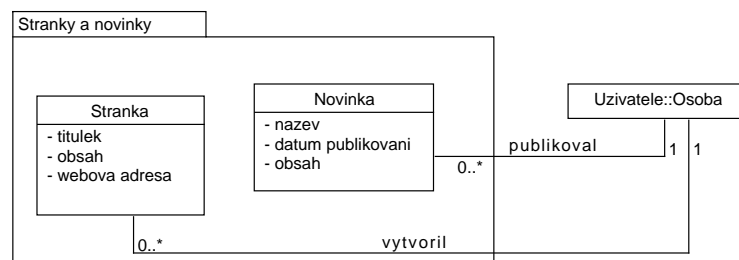 Stranky a novinky
Stranka
- titulek
- obsah
- webova adresa
Novinka
- nazev
- datum publikovani
- obsah
Uzivatele::Osoba
publikoval
0..*
1
1
0..*
vytvoril